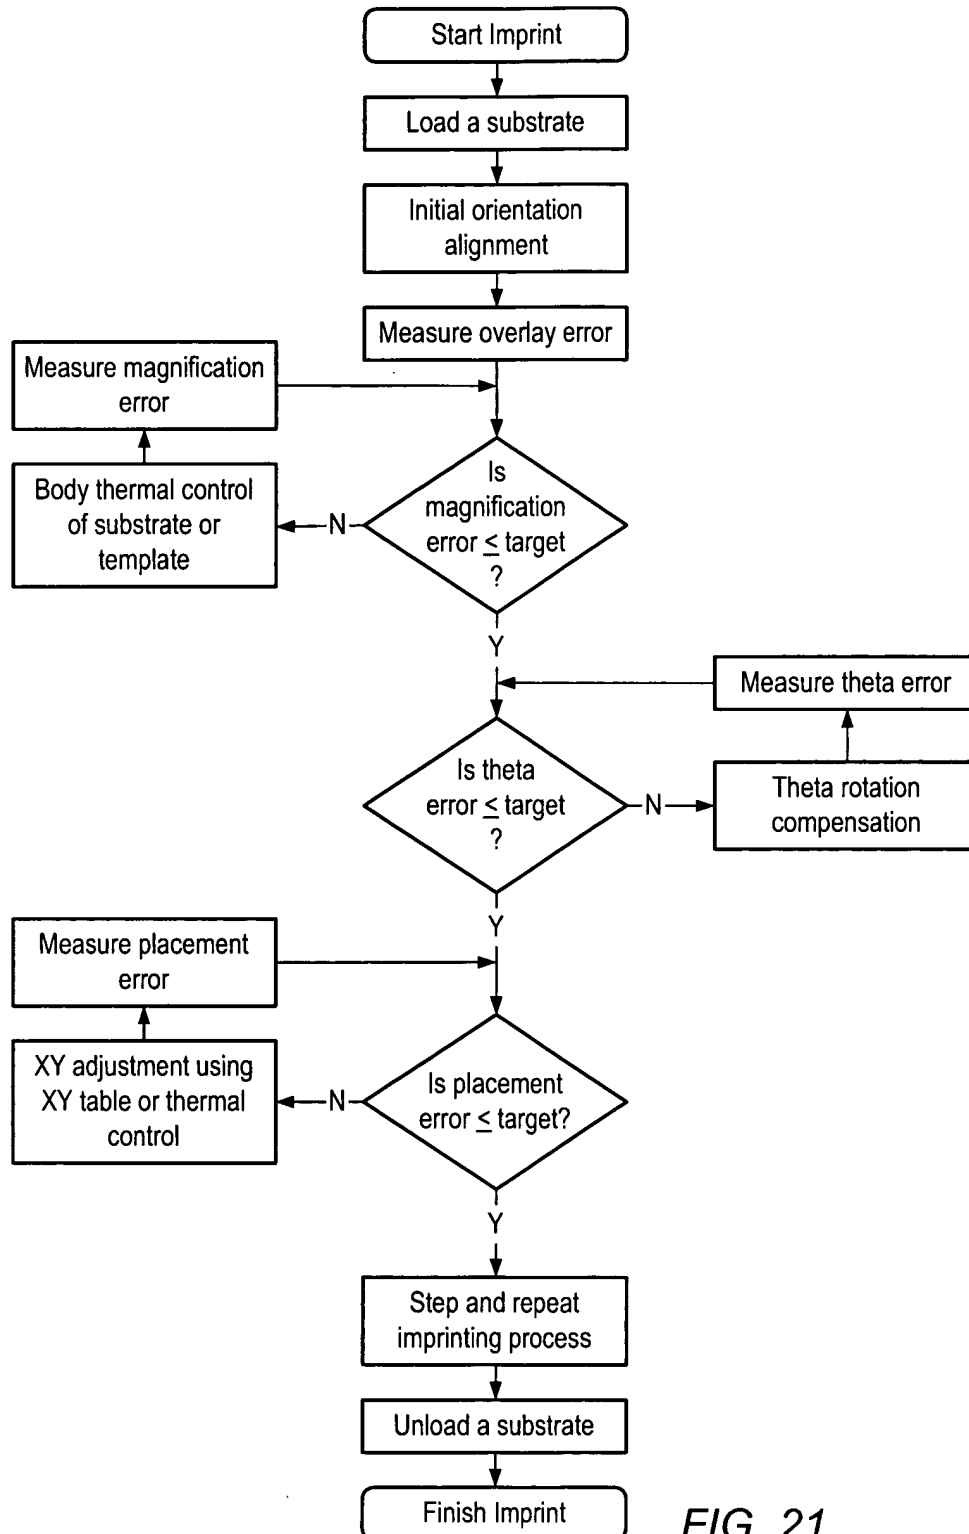 Start Imprint
Load a substrate
Initial orientation
alignment
Measure overlay error
Measure magnification
error
Is
magnification
error ≤ target
?
Body thermal control
of substrate or
template
N
Y
Measure theta error
Is theta
error ≤ target
?
N
Theta rotation
compensation
Y
Measure placement
error
Is placement
error ≤ target?
XY adjustment using
XY table or thermal
control
N
Y
Step and repeat
imprinting process
Unload a substrate
Finish Imprint
FIG. 21